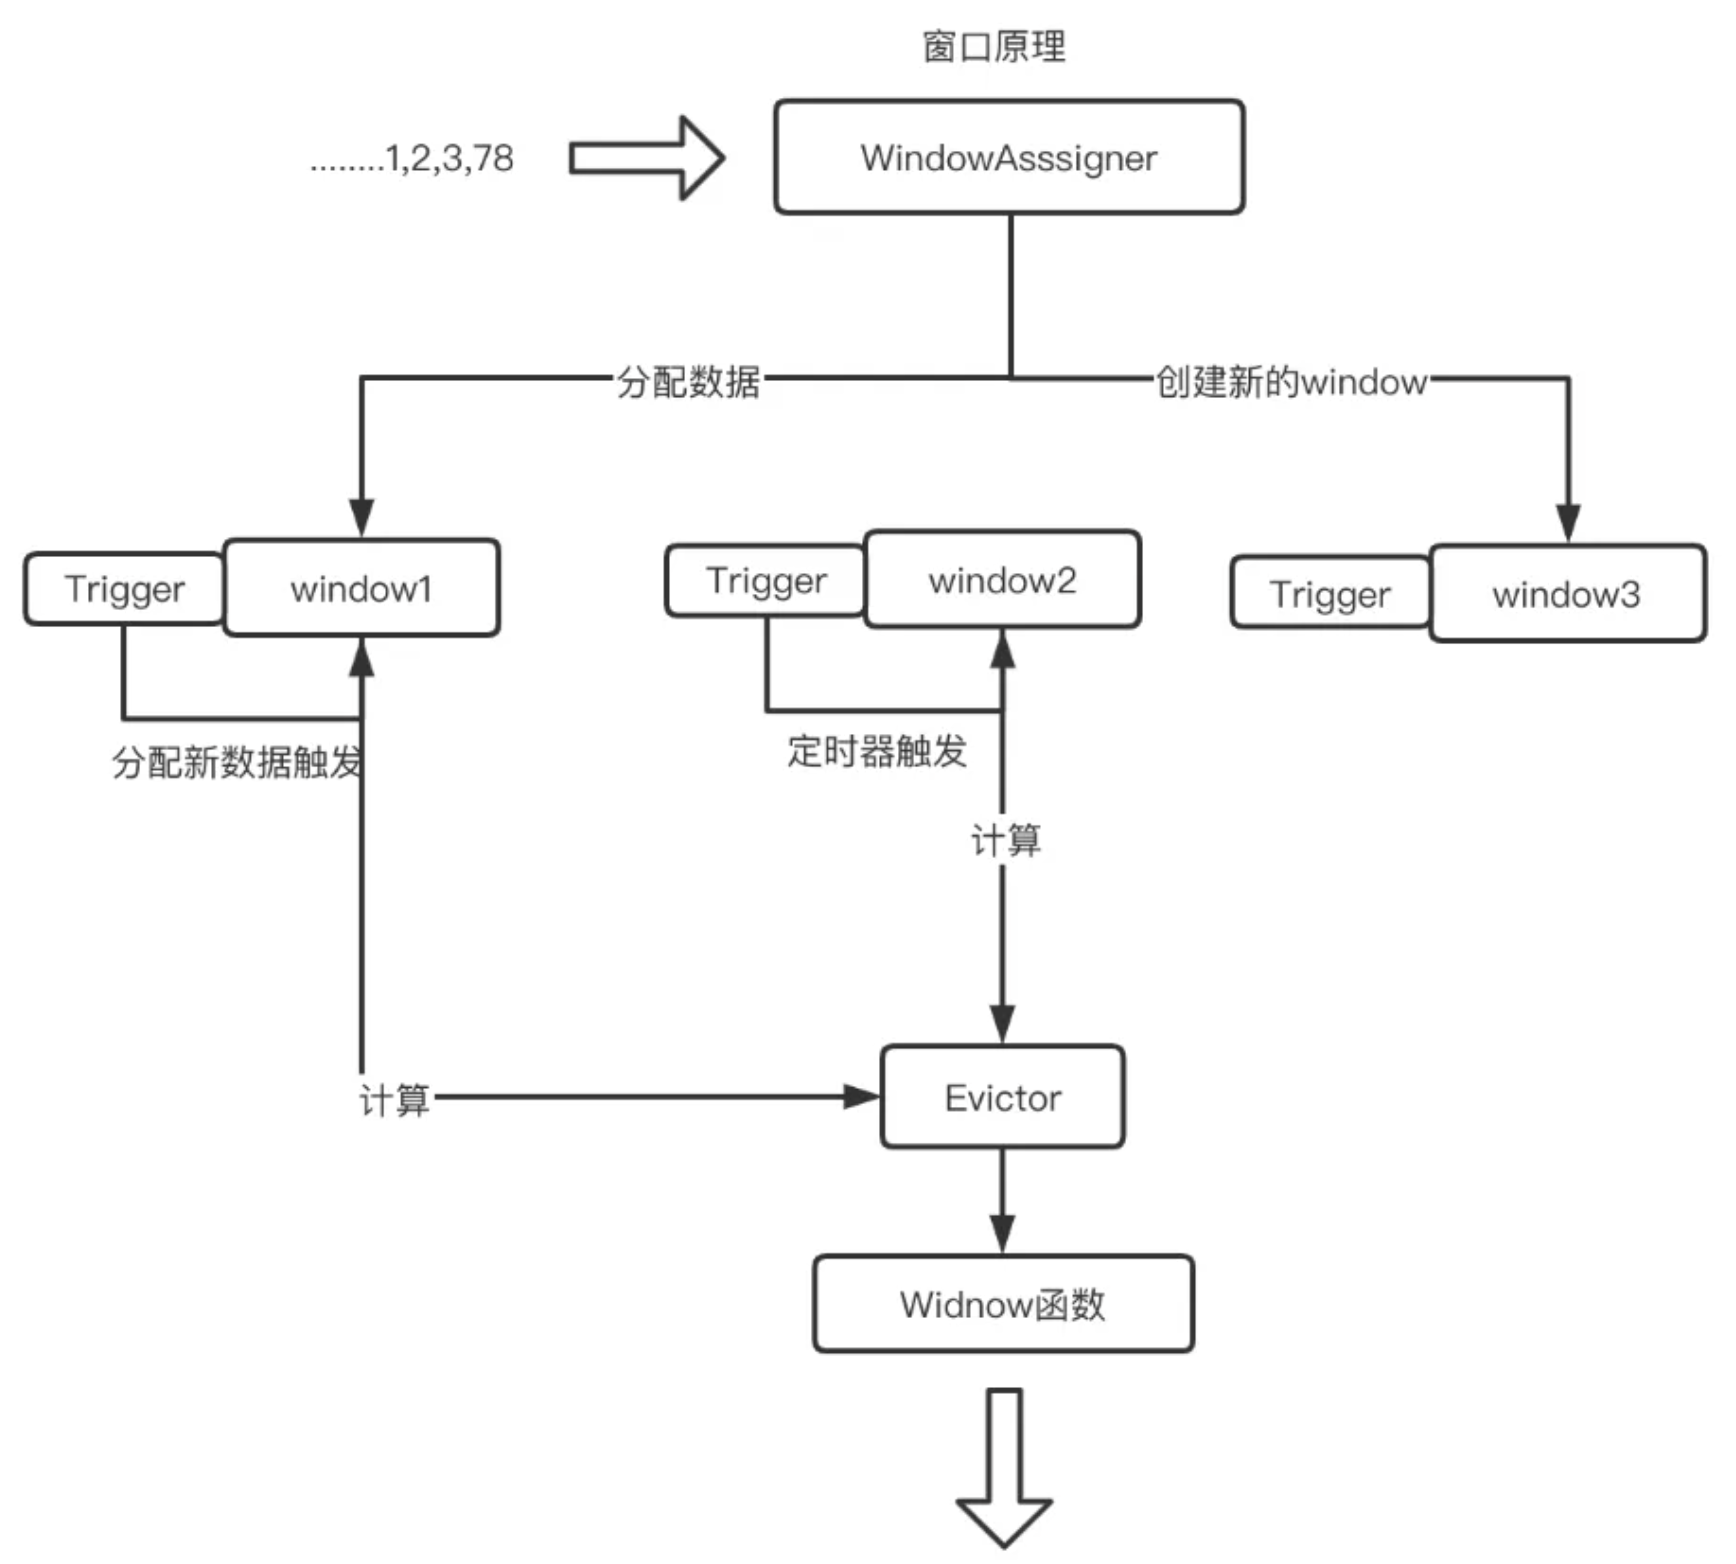 窗口原理
........1,2,3,78
WindowAsssigner
分配数据
创建新的window
Trigger
window1
Trigger
window2
Trigger
window3
分配新数据触发
定时器触发
计算
计算
Evictor
Widnow函数